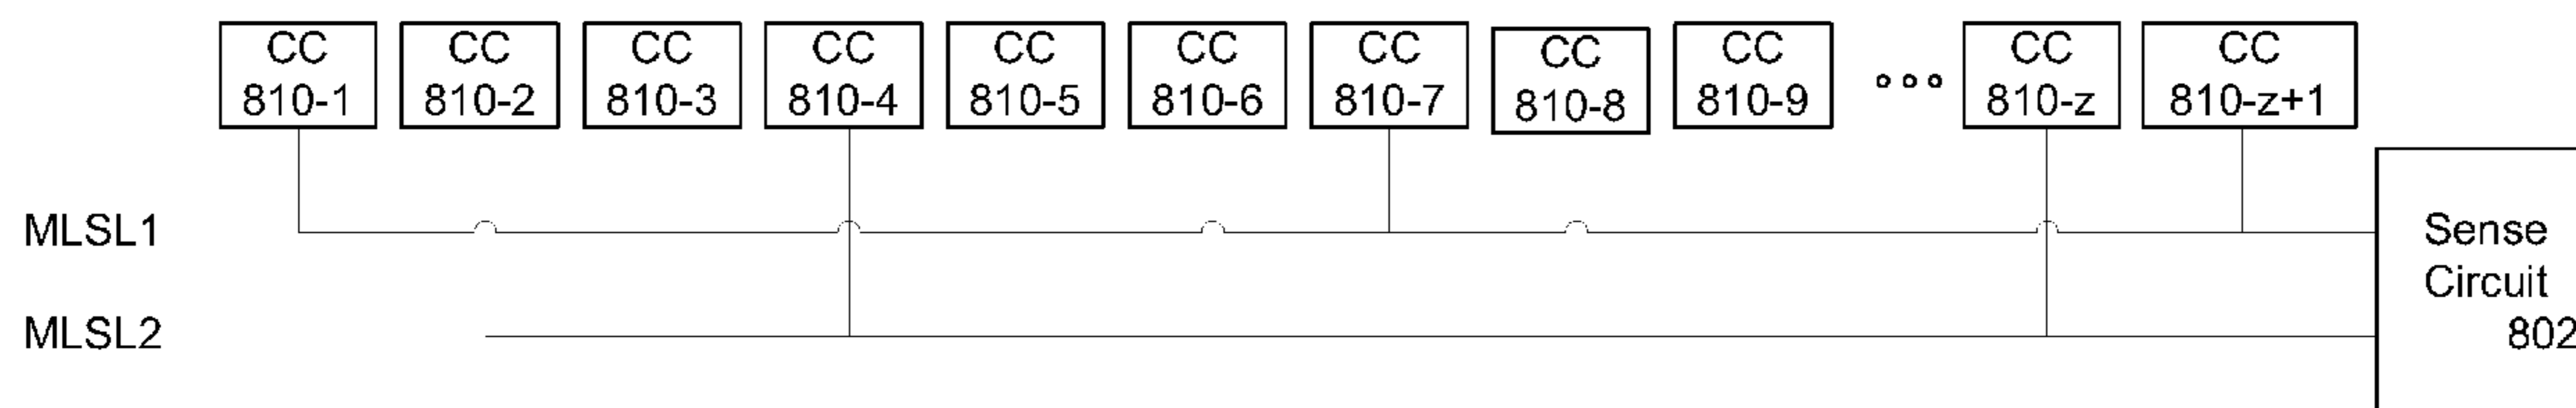 CC
810-1
CC
810-2
CC
810-3
CC
810-4
CC
810-5
CC
810-6
CC
810-7
CC
810-8
CC
810-9
CC
810-z
CC
810-z+1
MLSL1
MLSL2
Sense
Circuit
802